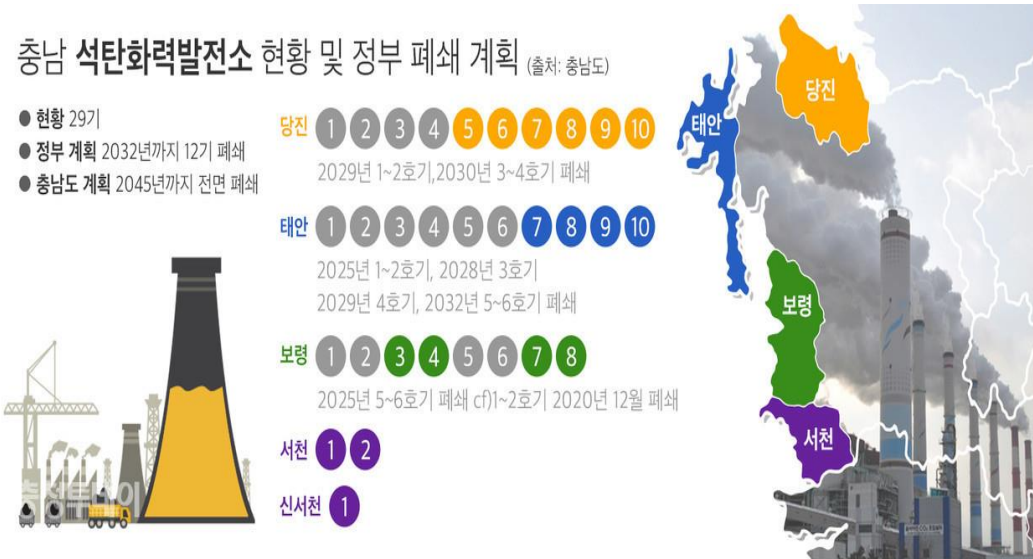 충남 석탄화력발전소 현황 및 정부 폐쇄 계획 (출처: 충남도)
● 현황 29기
● 정부 계획 2032년까지 12기 폐쇄
● 충남도 계획 2045년까지 전면 폐쇄
당진 1 2 3 4 5 6 7 8 9 10
2029년 1~2호기,2030년 3~4호기 폐쇄
태안 1 2 3 4 5 6 7 8 9 10
2025년 1~2호기, 2028년 3호기
2029년 4호기, 2032년 5~6호기 폐쇄
보령 1 2 3 4 5 6 7 8
2025년 5~6호기 폐쇄 cf)1~2호기 2020년 12월 폐쇄
서천 1 2
신서천 1
당진
태안
보령
서천